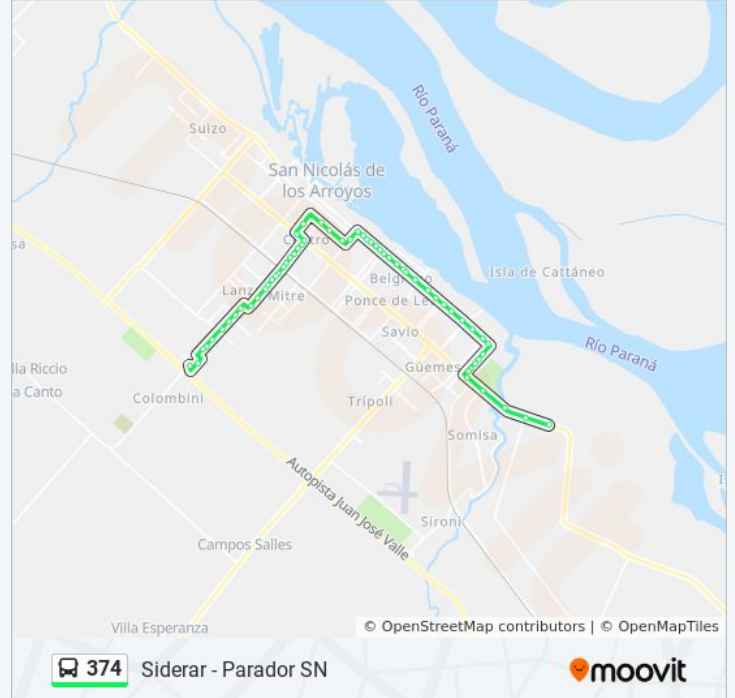 Río Paraná
Suizo
San Nicolás de
los Arroyos
sa
Centro
Isla de Cattáneo
Belgrano
Lanza
Mitre
Ponce de León
Savio
Río Paraná
lla Riccio
a Canto
Güemes
Colombini
Trípoli
Somisa
Autopista Juan José Valle
I
Sironi
Campos Salles
Villa Esperanza
© OpenStreetMap contributors | © OpenMapTiles
374 Siderar - Parador SN
moovit